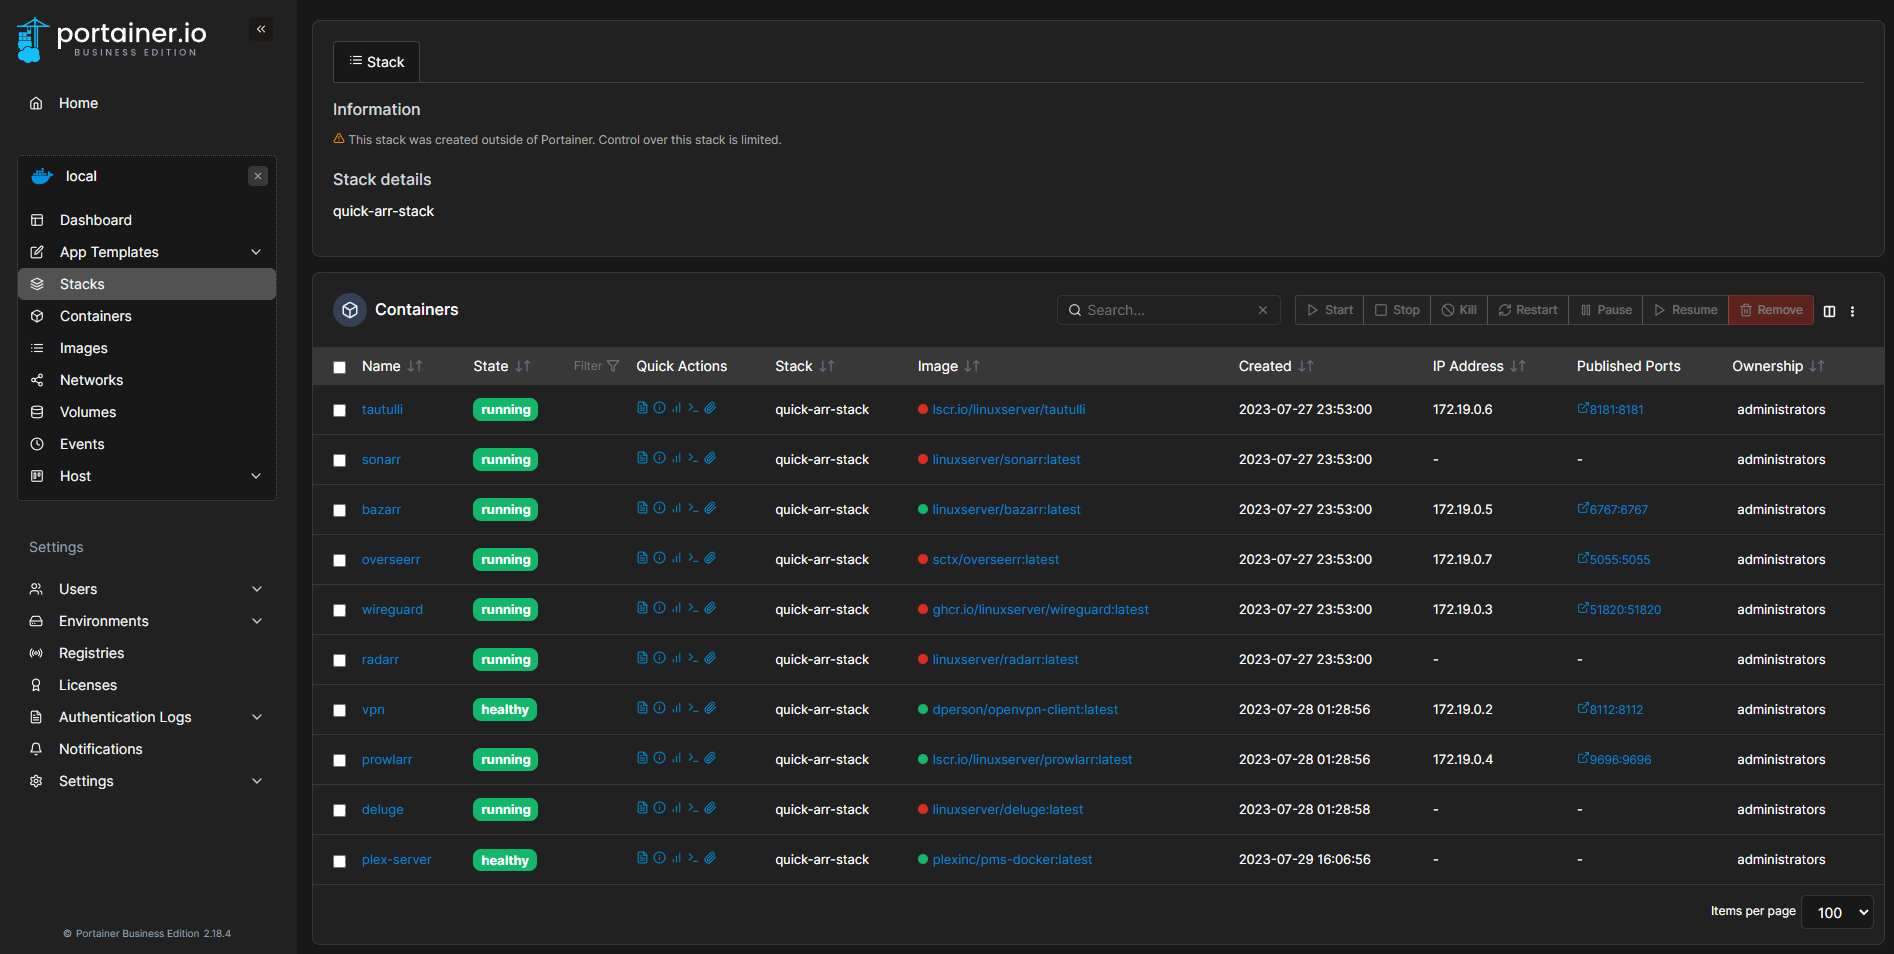 portainer.io
BUSINESS EDITION
Home
local
Dashboard
App Templates
Stacks
Containers
Images
Networks
Volumes
Events
Host
Settings
Users
Environments
Registries
Licenses
Authentication Logs
Notifications
Settings
© Portainer Business Edition 2.18.4
Stack
Information
This stack was created outside of Portainer. Control over this stack is limited.
Stack details
quick-arr-stack
Containers Search... Start Stop Kill Restart Pause Resume Remove
Name State Filter Quick Actions Stack Image Created IP Address Published Ports Ownership
tautulli running quick-arr-stack lscr.io/linuxserver/tautulli 2023-07-27 23:53:00 172.19.0.6 8181:8181 administrators
sonarr running quick-arr-stack linuxserver/sonarr:latest 2023-07-27 23:53:00 - - administrators
bazarr running quick-arr-stack linuxserver/bazarr:latest 2023-07-27 23:53:00 172.19.0.5 6767:6767 administrators
overseerr running quick-arr-stack sctx/overseerr:latest 2023-07-27 23:53:00 172.19.0.7 5055:5055 administrators
wireguard running quick-arr-stack ghcr.io/linuxserver/wireguard:latest 2023-07-27 23:53:00 172.19.0.3 51820:51820 administrators
radarr running quick-arr-stack linuxserver/radarr:latest 2023-07-27 23:53:00 - - administrators
vpn healthy quick-arr-stack dperson/openvpn-client:latest 2023-07-28 01:28:56 172.19.0.2 8112:8112 administrators
prowlarr running quick-arr-stack lscr.io/linuxserver/prowlarr:latest 2023-07-28 01:28:56 172.19.0.4 9696:9696 administrators
deluge running quick-arr-stack linuxserver/deluge:latest 2023-07-28 01:28:58 - - administrators
plex-server healthy quick-arr-stack plexinc/pms-docker:latest 2023-07-29 16:06:56 - - administrators
Items per page 100